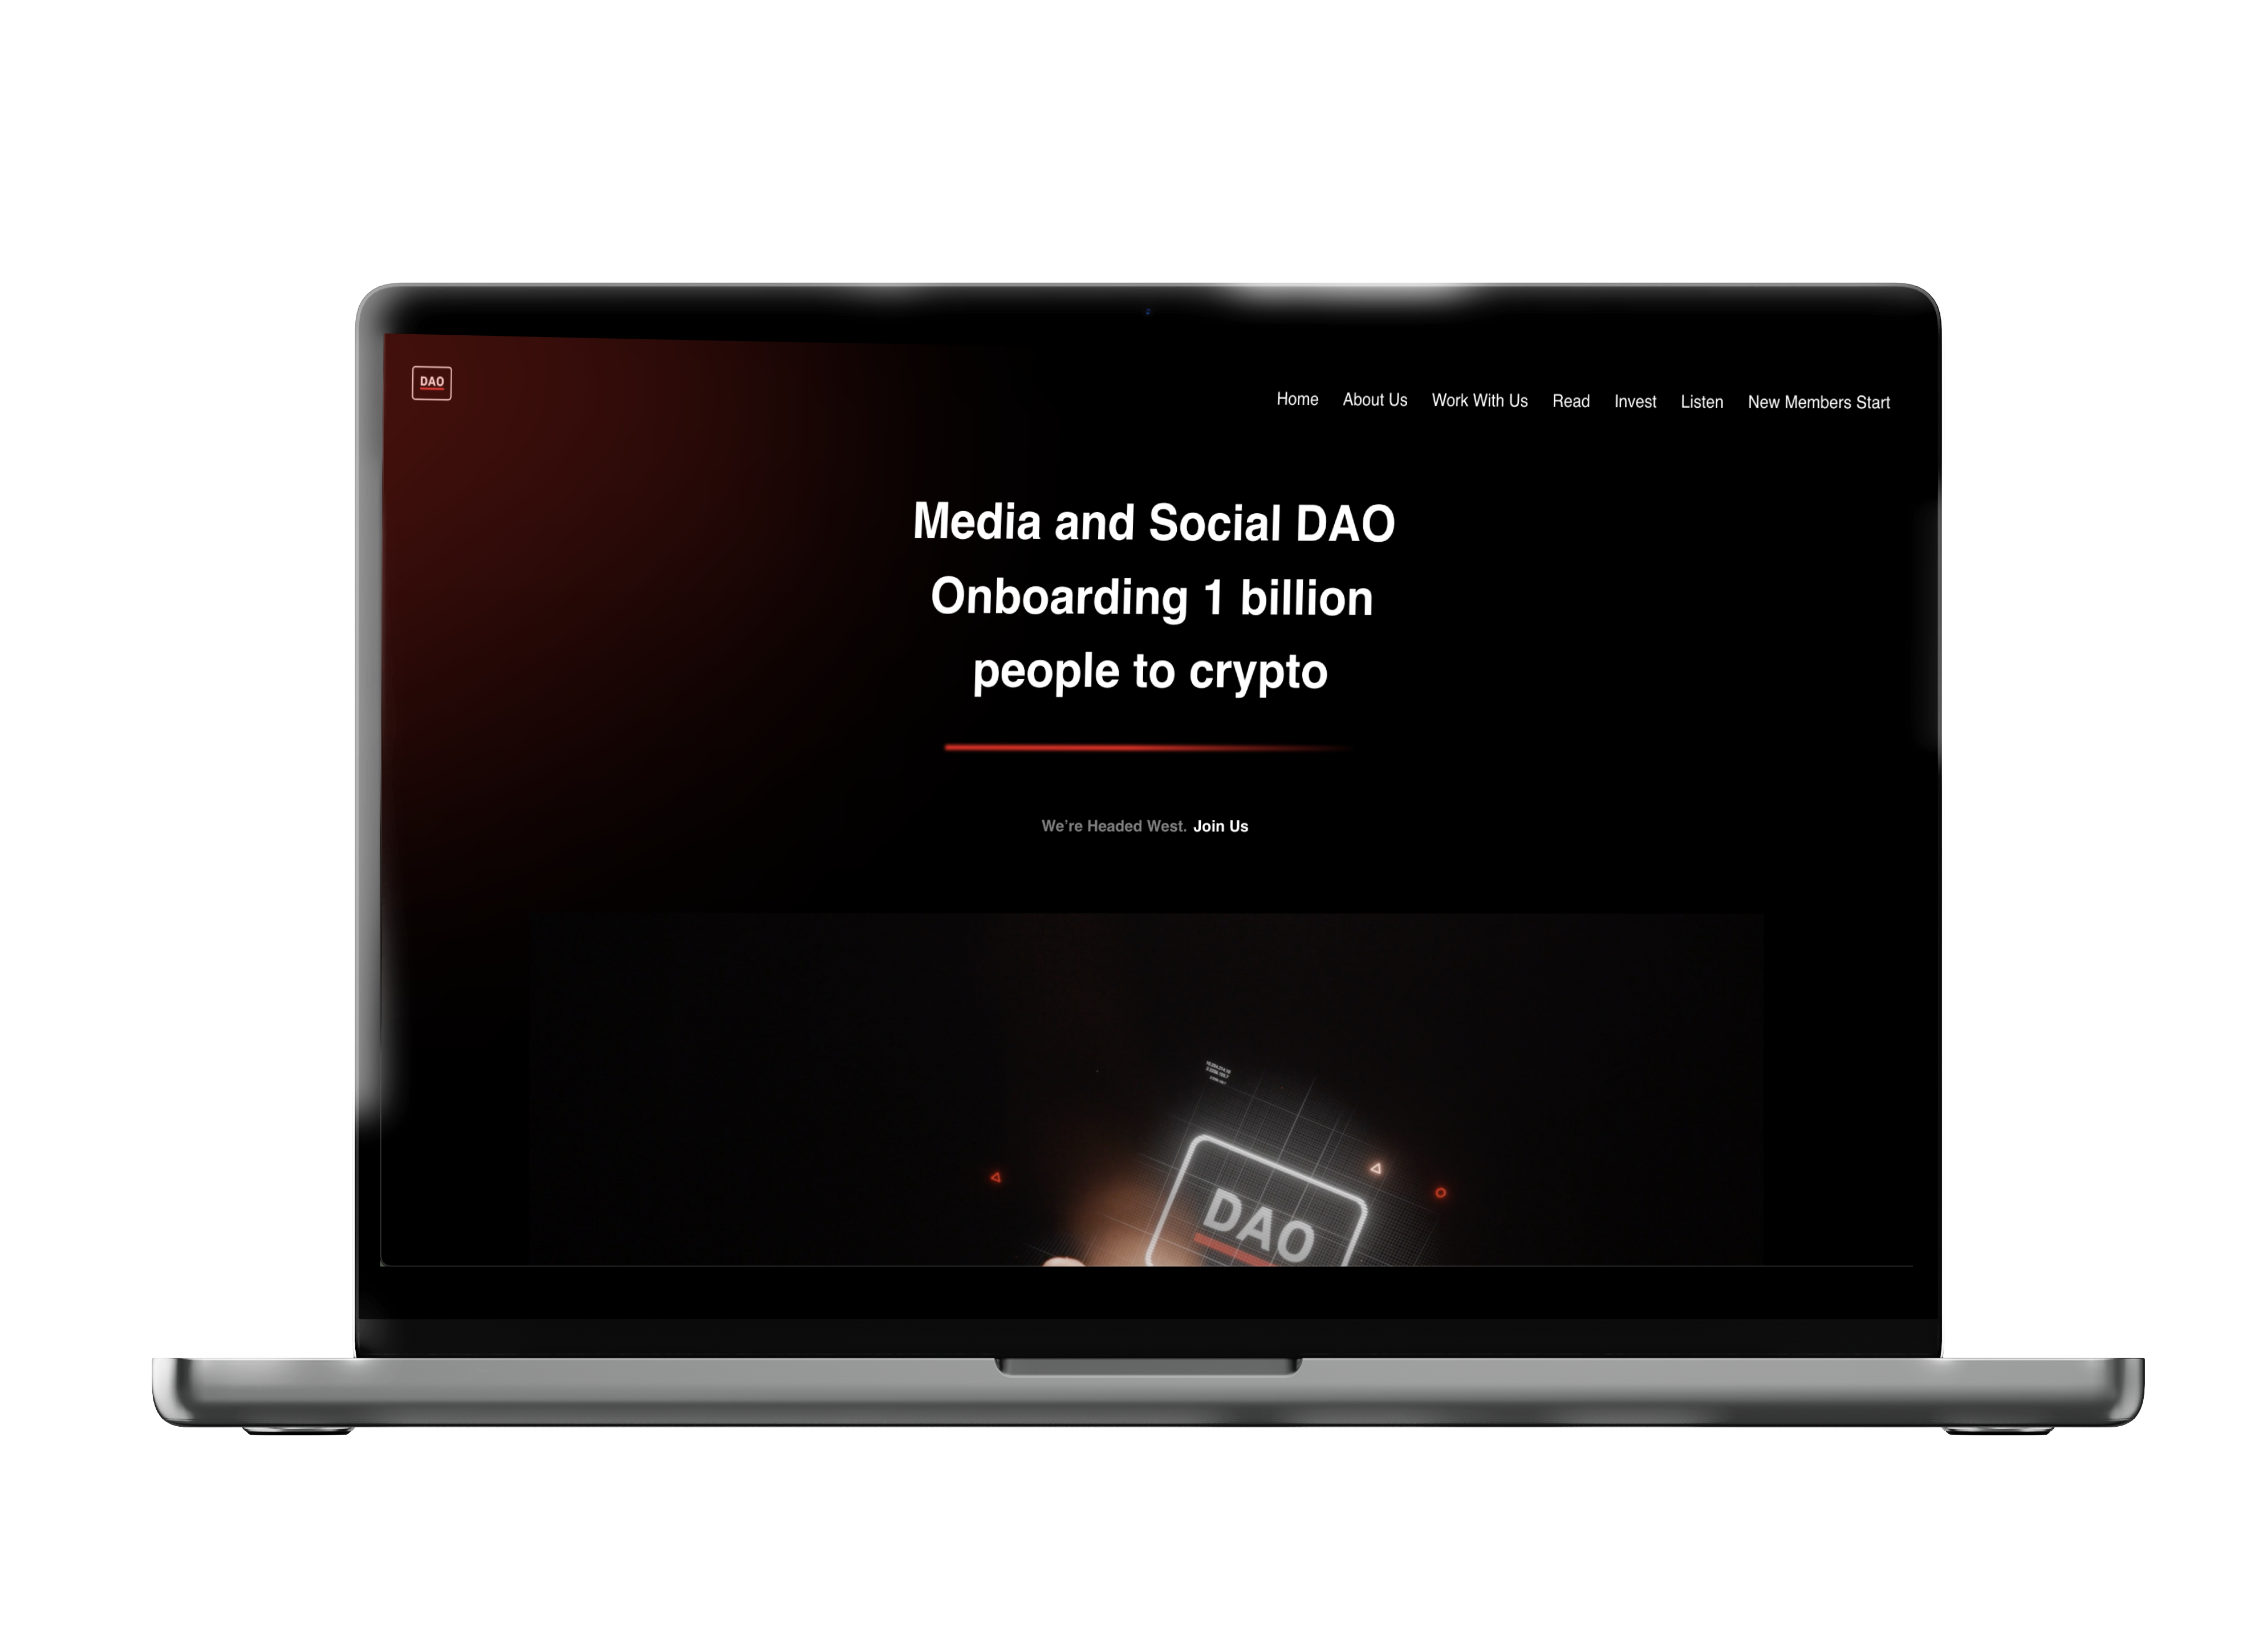 DAO
Home About Us Work With Us Read Invest Listen New Members Start
Media and Social DAO
Onboarding 1 billion
people to crypto
We're Headed West. Join Us
DAO